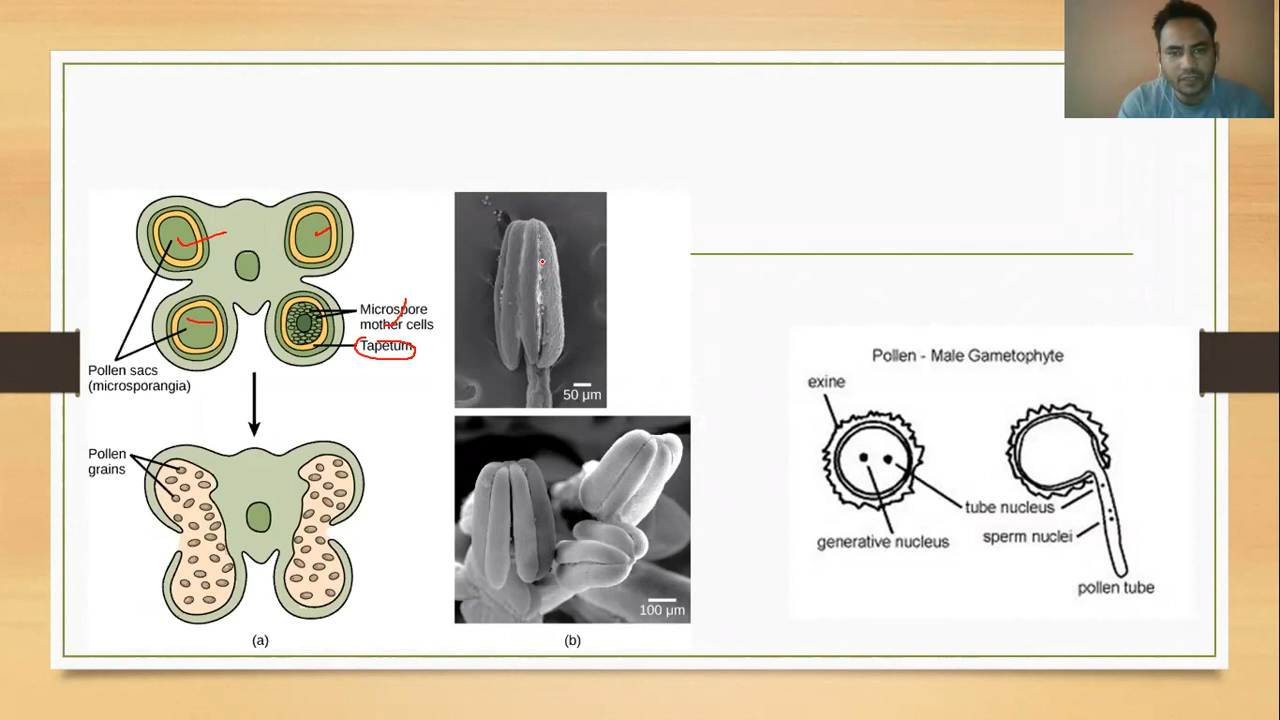 Microspore
mother cells
Tapetum
Pollen sacs
(microsporangia)
Pollen
grains
(a)
50 µm
100 µm
(b)
Pollen - Male Gametophyte
exine
tube nucleus
generative nucleus
sperm nuclei
pollen tube